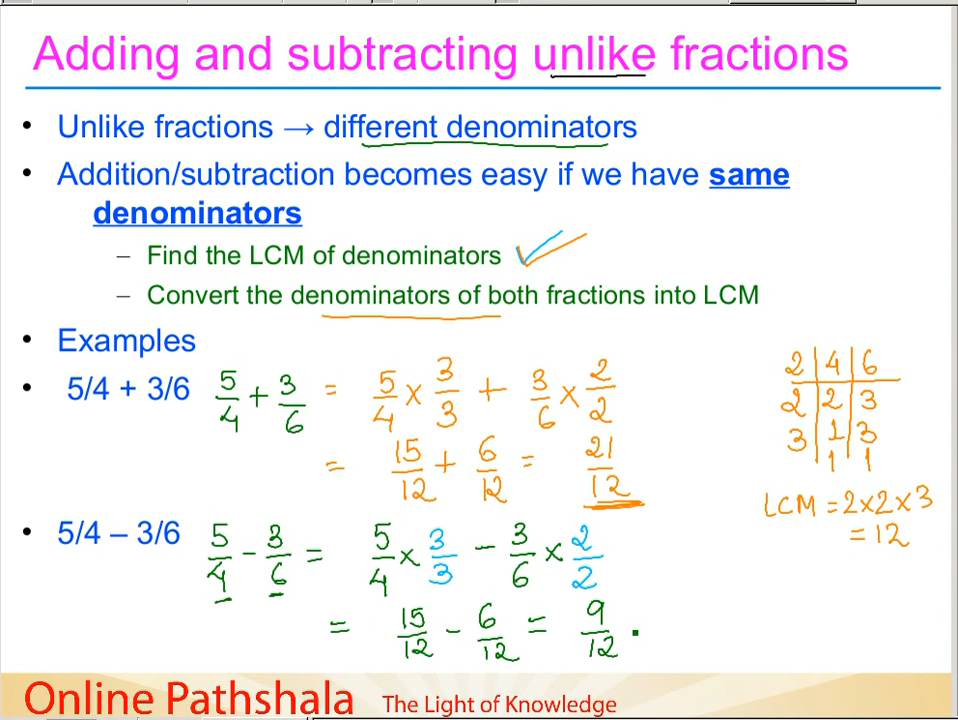 Adding and subtracting unlike fractions
• Unlike fractions → different denominators
• Addition/subtraction becomes easy if we have same
denominators
– Find the LCM of denominators
– Convert the denominators of both fractions into LCM
• Examples
• 5/4 + 3/6 5/4 + 3/6 = 5/4 × 3/3 + 3/6 × 2/2
= 15/12 + 6/12 = 21/12
2 | 4 | 6
2 | 2 | 3
3 | 1 | 3
1 | 1
LCM = 2×2×3
= 12
• 5/4 – 3/6 5/4 - 3/6 = 5/4 × 3/3 - 3/6 × 2/2
= 15/12 - 6/12 = 9/12 .
Online Pathshala The Light of Knowledge